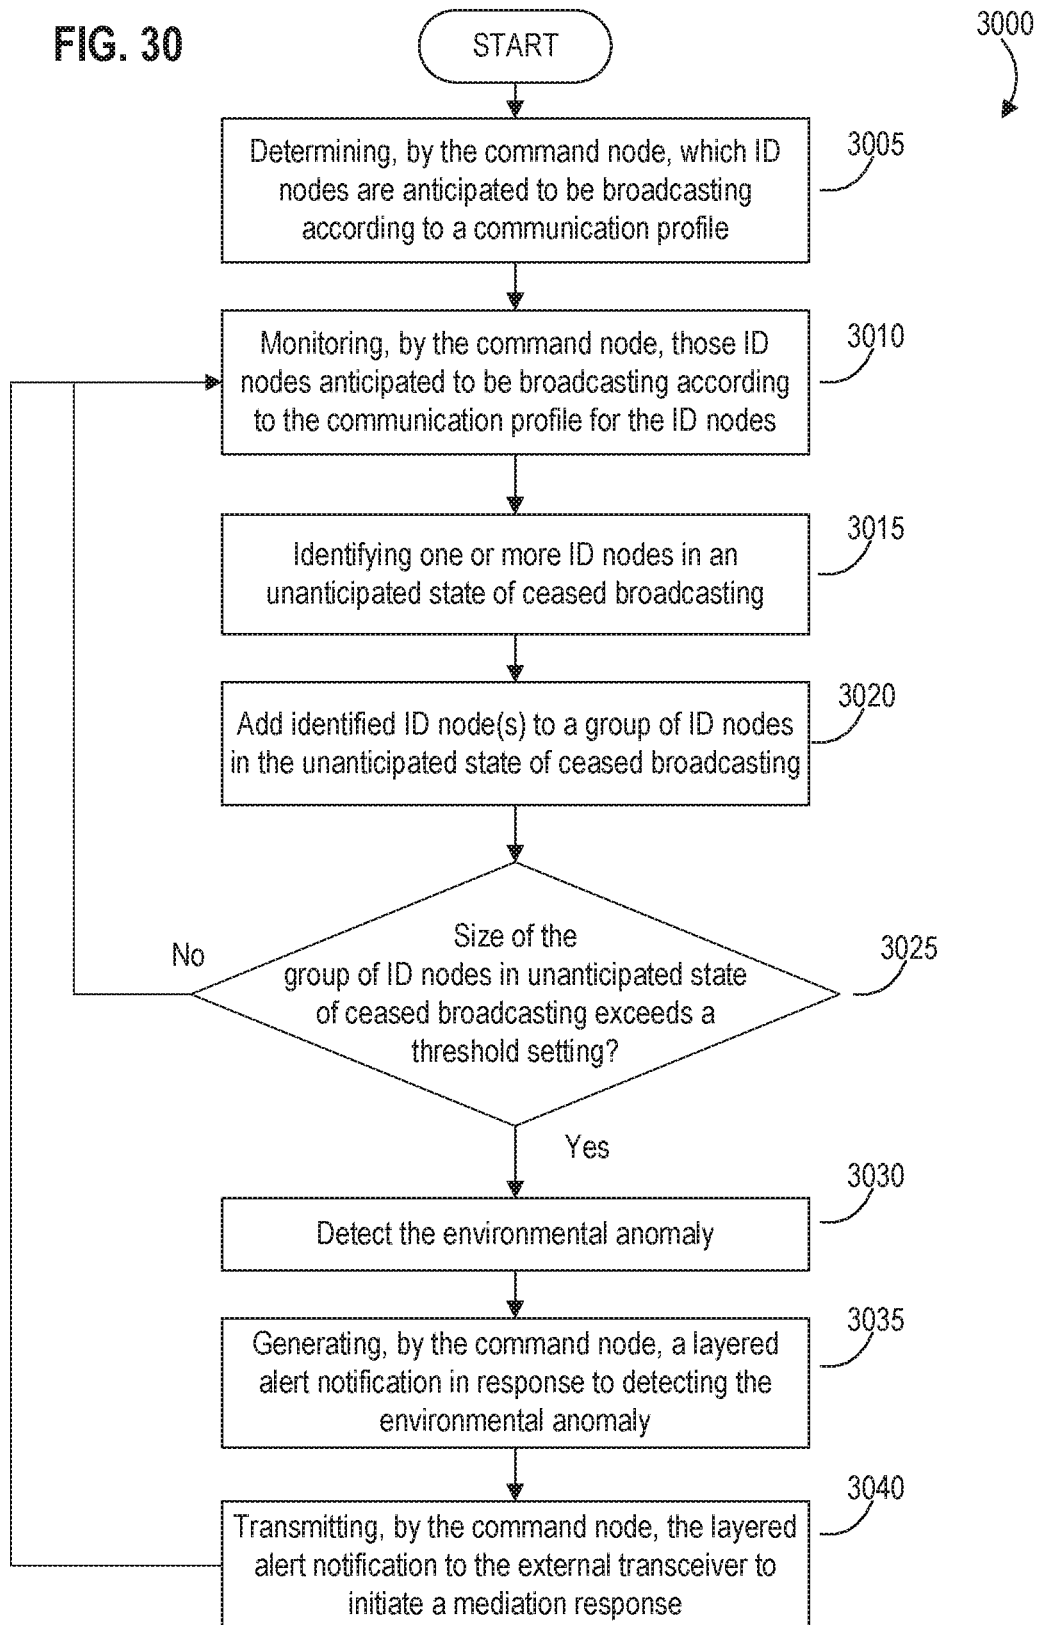 FIG. 30
START
3000
Determining, by the command node, which ID
nodes are anticipated to be broadcasting
according to a communication profile
3005
Monitoring, by the command node, those ID
nodes anticipated to be broadcasting according
to the communication profile for the ID nodes
3010
Identifying one or more ID nodes in an
unanticipated state of ceased broadcasting
3015
Add identified ID node(s) to a group of ID nodes
in the unanticipated state of ceased broadcasting
3020
Size of the
group of ID nodes in unanticipated state
of ceased broadcasting exceeds a
threshold setting?
3025
No
Yes
Detect the environmental anomaly
3030
Generating, by the command node, a layered
alert notification in response to detecting the
environmental anomaly
3035
Transmitting, by the command node, the layered
alert notification to the external transceiver to
initiate a mediation response
3040